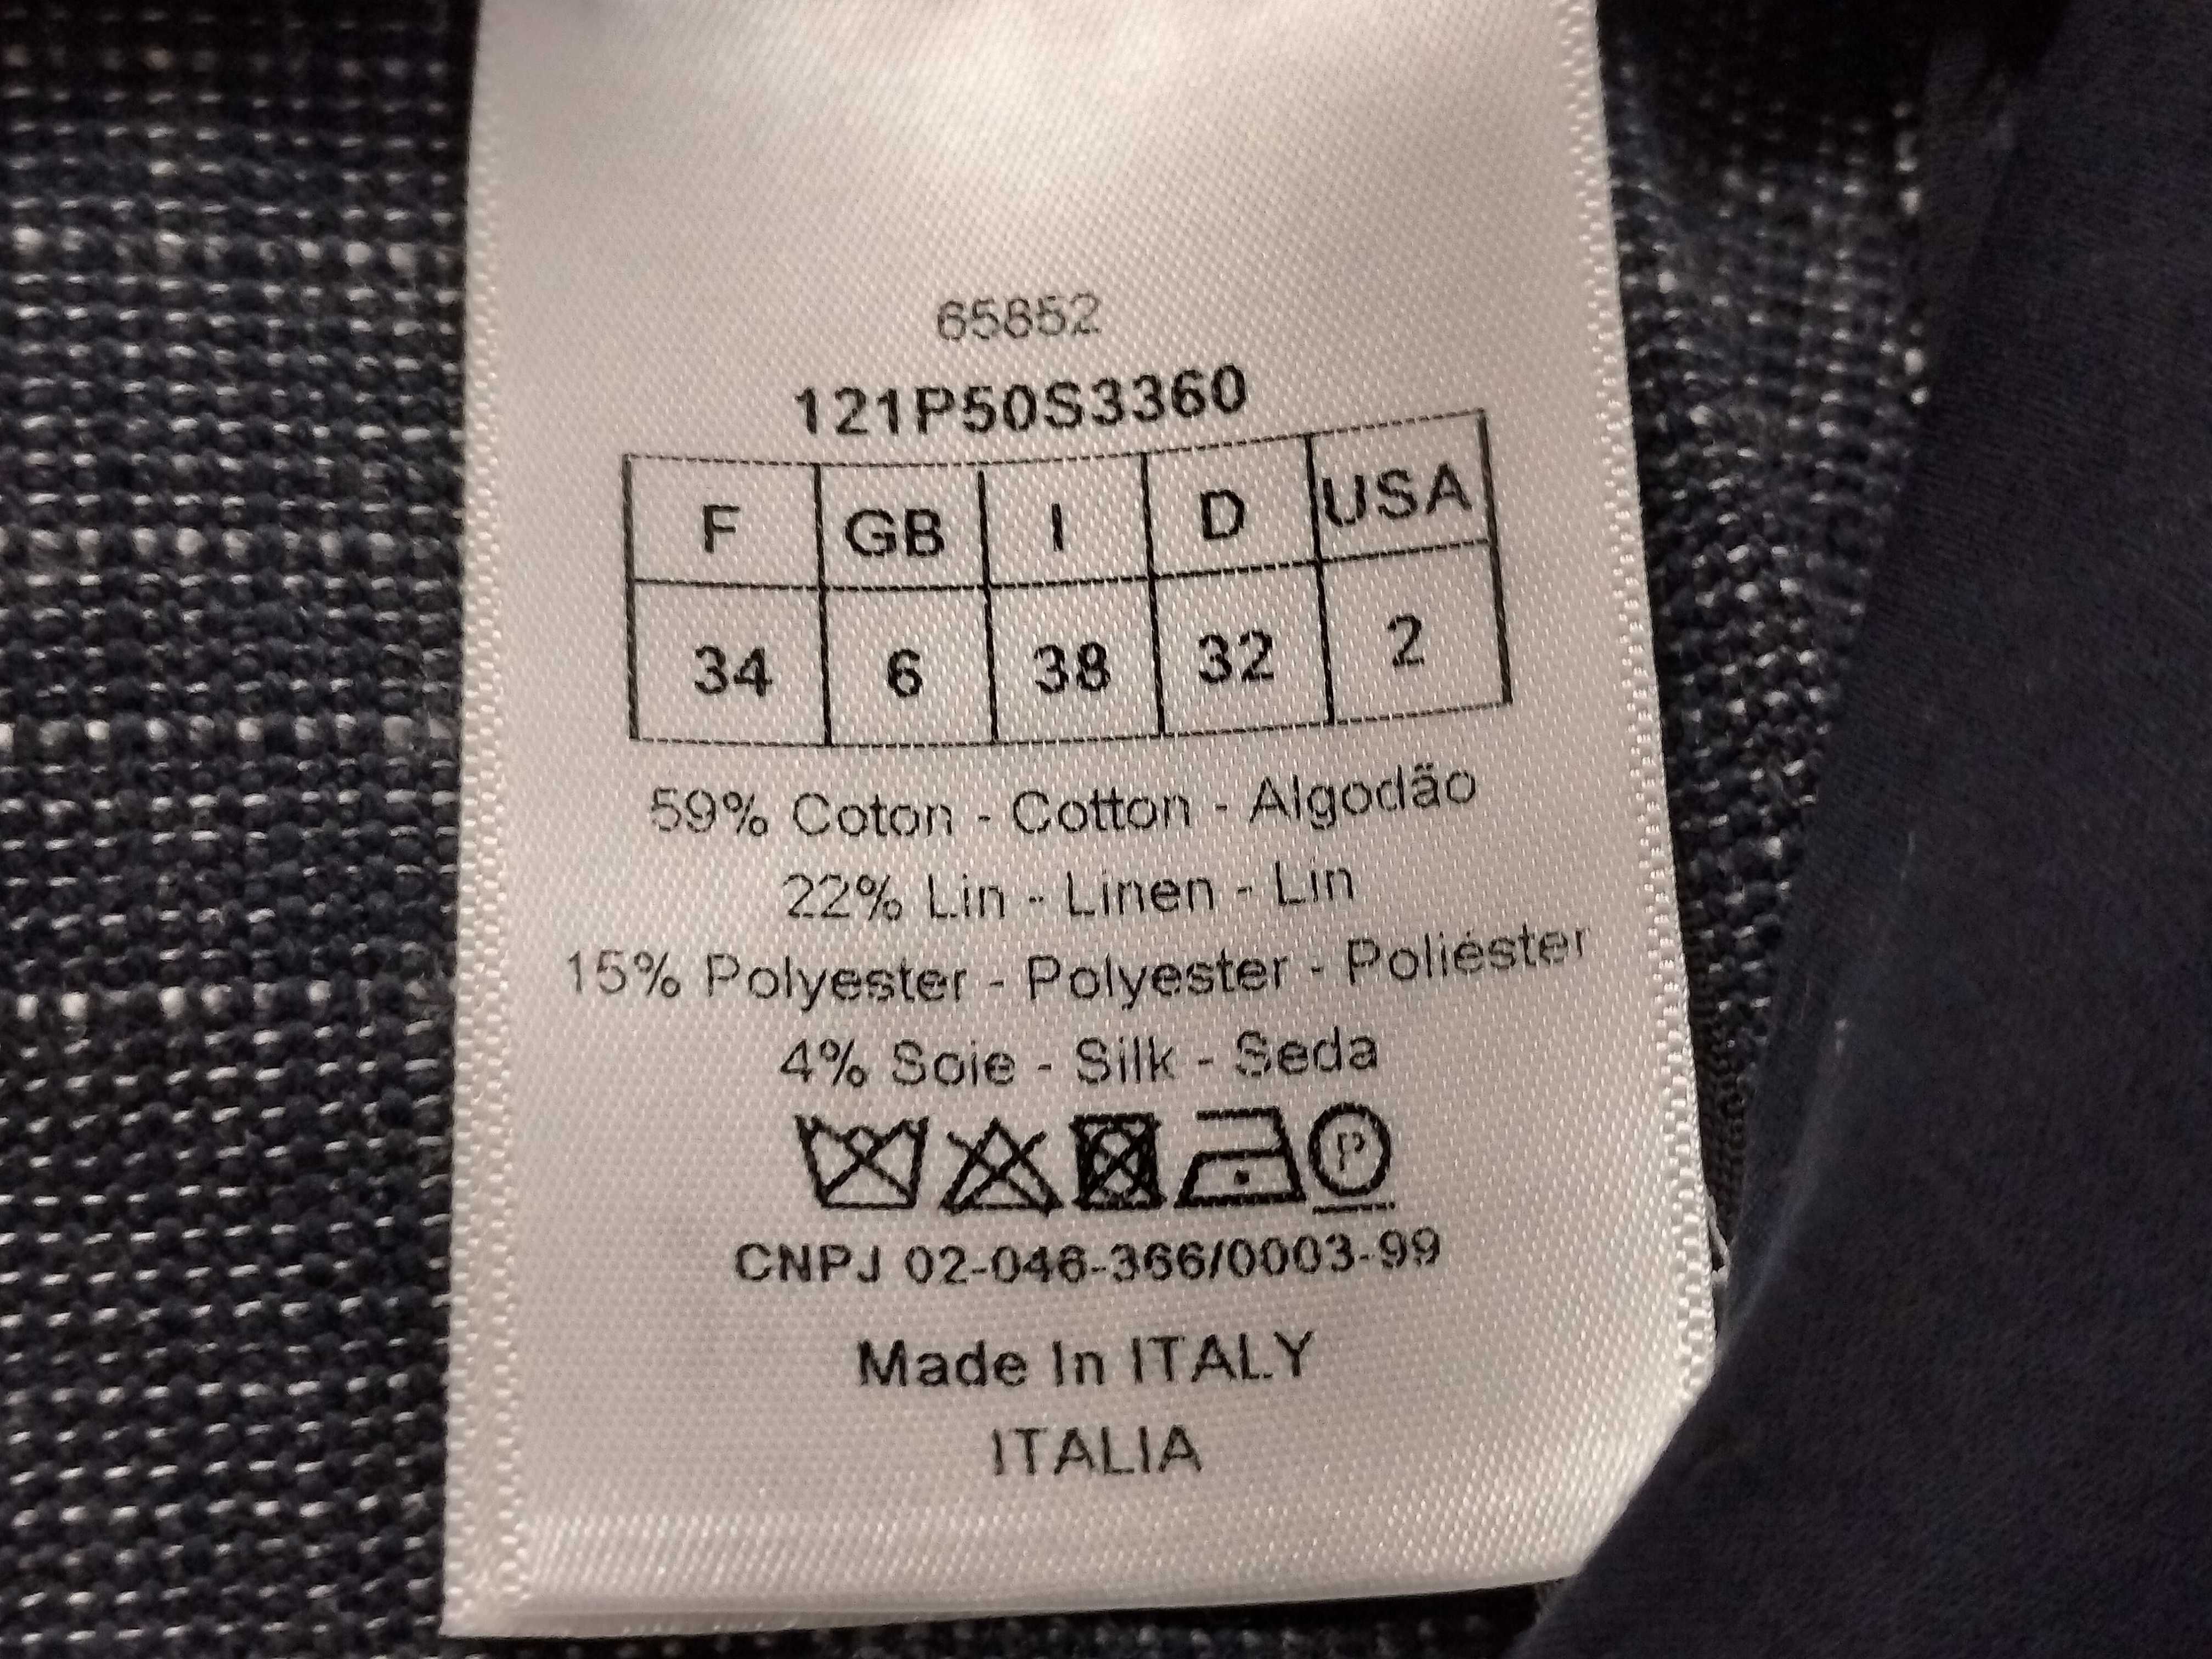 65852
121P50S3360
F GB I D USA
34 6 38 32 2
59% Coton - Cotton - Algodão
22% Lin - Linen - Lin
15% Polyester - Polyester - Poliéster
4% Soie - Silk - Seda
P
CNPJ 02-046-366/0003-99
Made In ITALY
ITALIA